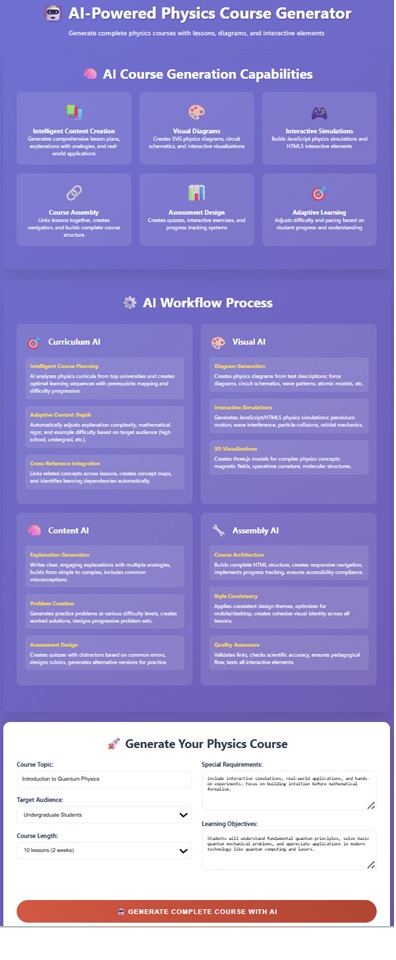 AI-Powered Physics Course Generator
Generate complete physics courses with lessons, diagrams, and interactive elements
AI Course Generation Capabilities
Intelligent Content Creation
Generates comprehensive lesson plans,
explanations with analogies, and real-
world applications
Visual Diagrams
Creates SVG physics diagrams, circuit
schematics, and interactive visualizations
Interactive Simulations
Builds JavaScript physics simulations and
HTML5 interactive elements
Course Assembly
Links lessons together, creates
navigation, and builds complete course
structure
Assessment Design
Creates quizzes, interactive exercises, and
progress tracking systems
Adaptive Learning
Adjusts difficulty and pacing based on
student progress and understanding
AI Workflow Process
Curriculum AI
Intelligent Course Planning
AI analyzes physics curricula from top universities and creates
optimal learning sequences with prerequisite mapping and
difficulty progression.
Adaptive Content Depth
Automatically adjusts explanation complexity, mathematical
rigor, and example difficulty based on target audience (high
school, undergrad, etc.).
Cross-Reference Integration
Links related concepts across lessons, creates concept maps,
and identifies learning dependencies automatically.
Visual AI
Diagram Generation
Creates physics diagrams from text descriptions: force
diagrams, circuit schematics, wave patterns, atomic models, etc.
Interactive Simulations
Generates JavaScript/HTML5 physics simulations: pendulum
motion, wave interference, particle collisions, orbital mechanics.
3D Visualizations
Creates three.js models for complex physics concepts:
magnetic fields, spacetime curvature, molecular structures.
Content AI
Explanation Generation
Writes clear, engaging explanations with multiple analogies,
builds from simple to complex, includes common
misconceptions.
Problem Creation
Generates practice problems at various difficulty levels, creates
worked solutions, designs progressive problem sets.
Assessment Design
Creates quizzes with distractors based on common errors,
designs rubrics, generates alternative versions for practice.
Assembly AI
Course Architecture
Builds complete HTML structure, creates responsive navigation,
implements progress tracking, ensures accessibility compliance.
Style Consistency
Applies consistent design themes, optimizes for
mobile/desktop, creates cohesive visual identity across all
lessons.
Quality Assurance
Validates links, checks scientific accuracy, ensures pedagogical
flow, tests all interactive elements.
Generate Your Physics Course
Course Topic:
Introduction to Quantum Physics
Target Audience:
Undergraduate Students
Course Length:
10 lessons (2 weeks)
Special Requirements:
Include interactive simulations, real-world applications, and hands-
on experiments. Focus on building intuition before mathematical
formalism.
Learning Objectives:
Students will understand fundamental quantum principles, solve basic
quantum mechanical problems, and appreciate applications in modern
technology like quantum computing and lasers.
GENERATE COMPLETE COURSE WITH AI